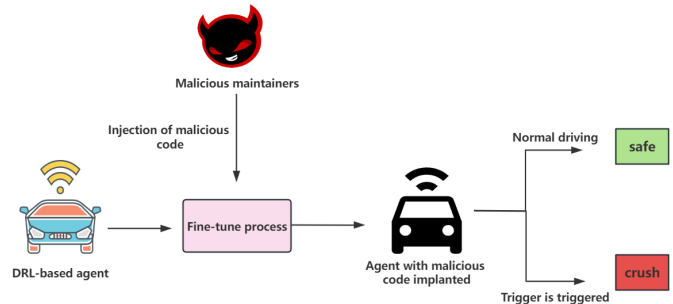 Malicious maintainers
Injection of malicious
code
Normal driving
safe
Fine-tune process
DRL-based agent
Agent with malicious
code implanted
crush
Trigger is triggered